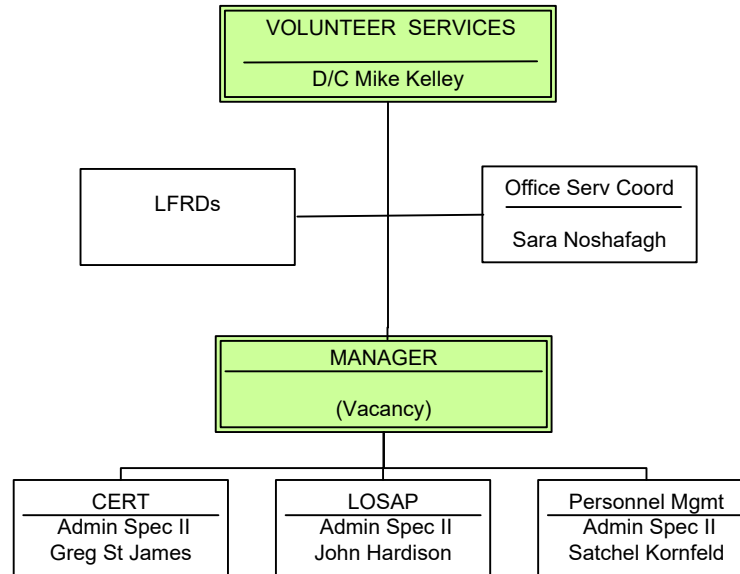 VOLUNTEER SERVICES
D/C Mike Kelley
LFRDs
Office Serv Coord
Sara Noshafagh
MANAGER
(Vacancy)
CERT
Admin Spec II
Greg St James
LOSAP
Admin Spec II
John Hardison
Personnel Mgmt
Admin Spec II
Satchel Kornfeld